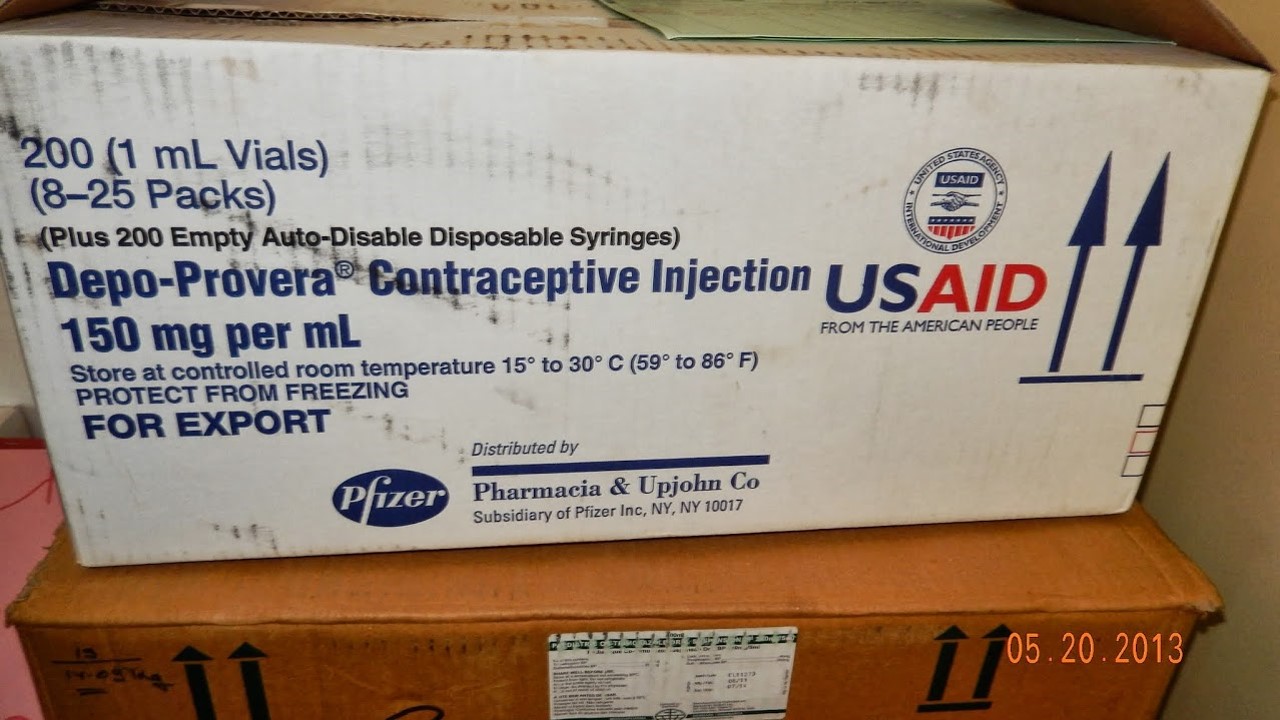 200 (1 mL Vials)
(8–25 Packs)
(Plus 200 Empty Auto-Disable Disposable Syringes)
Depo-Provera® Contraceptive Injection
150 mg per mL
Store at controlled room temperature 15° to 30° C (59° to 86° F)
PROTECT FROM FREEZING
FOR EXPORT
Distributed by
Pfizer
Pharmacia & Upjohn Co
Subsidiary of Pfizer Inc, NY, NY 10017
UNITED STATES AGENCY
USAID
INTERNATIONAL DEVELOPMENT
USAID
FROM THE AMERICAN PEOPLE
05.20.2013